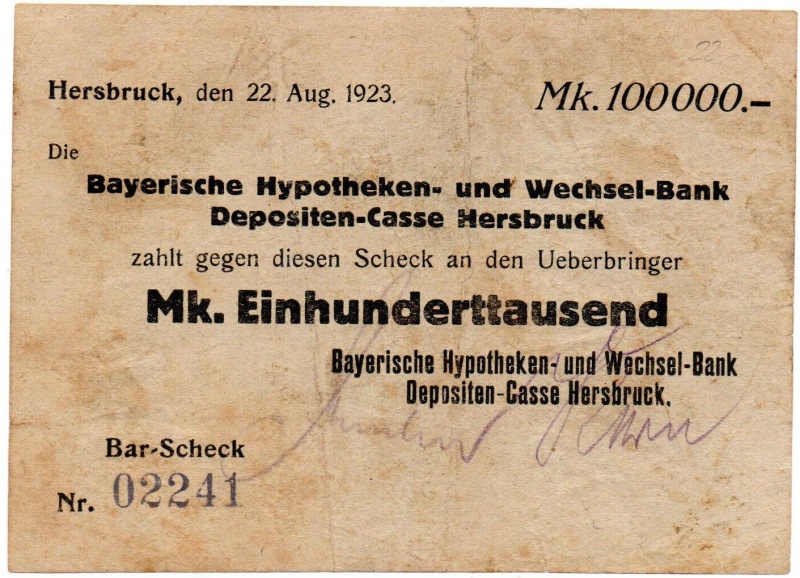 22.-
Hersbruck, den 22. Aug. 1923.
Mk. 100000.-
Die
Bayerische Hypotheken- und Wechsel-Bank
Depositen-Casse Hersbruck
zahlt gegen diesen Scheck an den Ueberbringer
Mk. Einhunderttausend
Bayerische Hypotheken- und Wechsel-Bank
Depositen-Casse Hersbruck.
Bar-Scheck
Nr. 02241